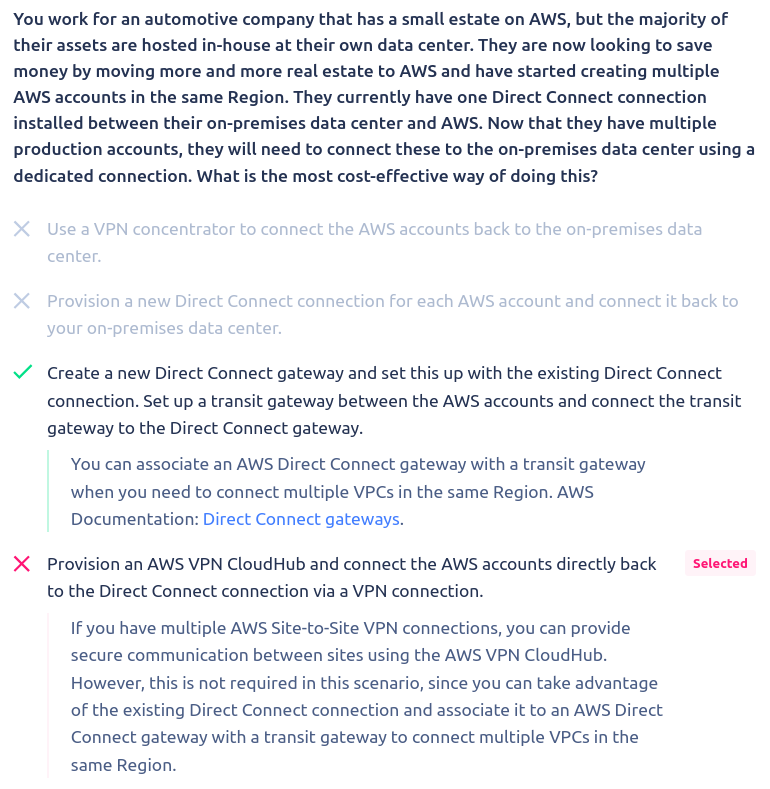 You work for an automotive company that has a small estate on AWS, but the majority of
their assets are hosted in-house at their own data center. They are now looking to save
money by moving more and more real estate to AWS and have started creating multiple
AWS accounts in the same Region. They currently have one Direct Connect connection
installed between their on-premises data center and AWS. Now that they have multiple
production accounts, they will need to connect these to the on-premises data center using a
dedicated connection. What is the most cost-effective way of doing this?
Use a VPN concentrator to connect the AWS accounts back to the on-premises data
center.
Provision a new Direct Connect connection for each AWS account and connect it back to
your on-premises data center.
Create a new Direct Connect gateway and set this up with the existing Direct Connect
connection. Set up a transit gateway between the AWS accounts and connect the transit
gateway to the Direct Connect gateway.
You can associate an AWS Direct Connect gateway with a transit gateway
when you need to connect multiple VPCs in the same Region. AWS
Documentation: Direct Connect gateways.
Provision an AWS VPN CloudHub and connect the AWS accounts directly back
to the Direct Connect connection via a VPN connection.
Selected
If you have multiple AWS Site-to-Site VPN connections, you can provide
secure communication between sites using the AWS VPN CloudHub.
However, this is not required in this scenario, since you can take advantage
of the existing Direct Connect connection and associate it to an AWS Direct
Connect gateway with a transit gateway to connect multiple VPCs in the
same Region.